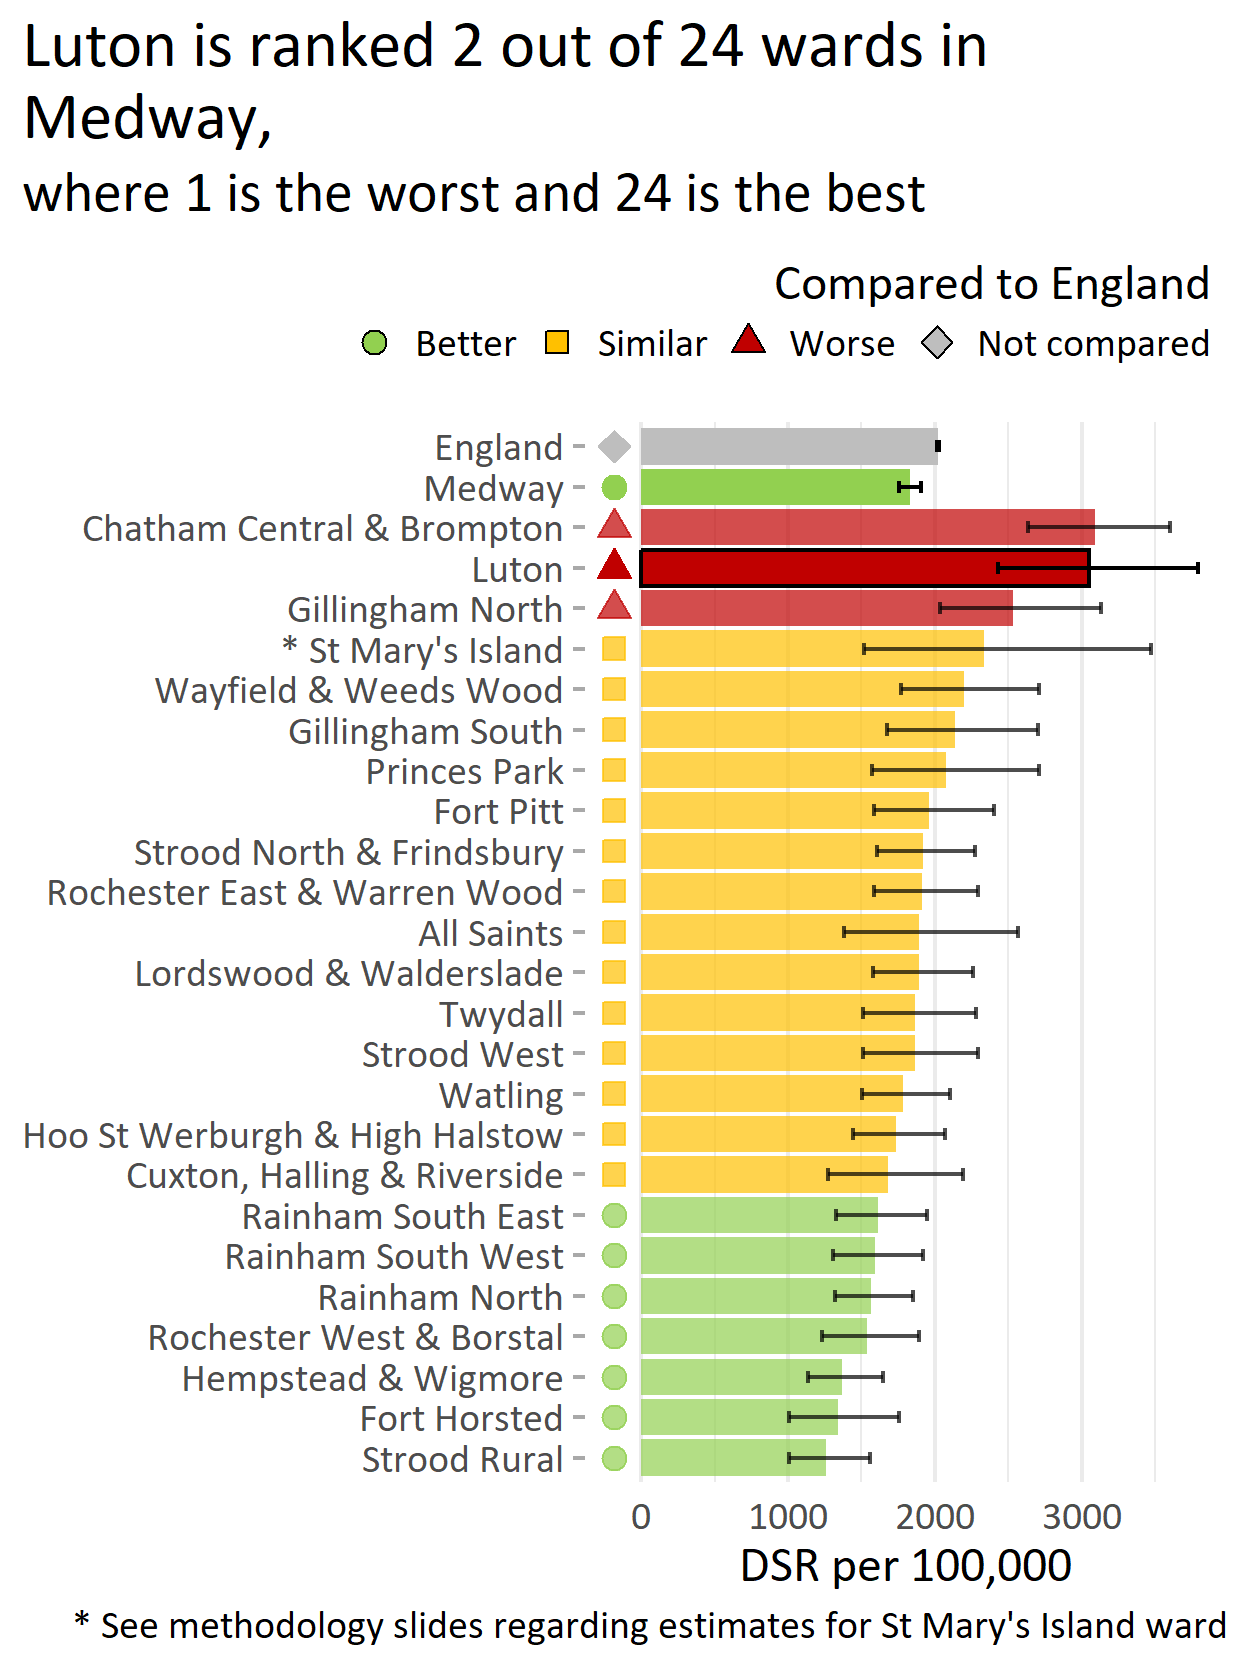 Luton is ranked 2 out of 24 wards in
Medway,
where 1 is the worst and 24 is the best
Compared to England
Better Similar Worse Not compared
England
Medway
Chatham Central & Brompton
Luton
Gillingham North
* St Mary's Island
Wayfield & Weeds Wood
Gillingham South
Princes Park
Fort Pitt
Strood North & Frindsbury
Rochester East & Warren Wood
All Saints
Lordswood & Walderslade
Twydall
Strood West
Watling
Hoo St Werburgh & High Halstow
Cuxton, Halling & Riverside
Rainham South East
Rainham South West
Rainham North
Rochester West & Borstal
Hempstead & Wigmore
Fort Horsted
Strood Rural
0 1000 2000 3000
DSR per 100,000
* See methodology slides regarding estimates for St Mary's Island ward